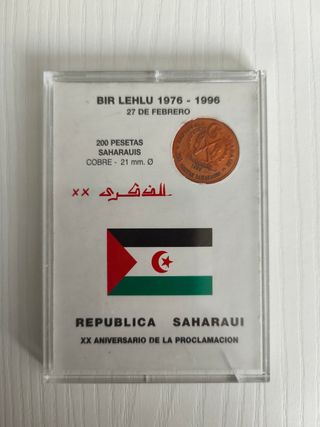 BIR LEHLU 1976 - 1996
27 DE FEBRERO
200 PESETAS
SAHARAUIS
COBRE - 21 mm. Ø
الذكرى xx
REPUBLICA SAHARAUI
XX ANIVERSARIO DE LA PROCLAMACION